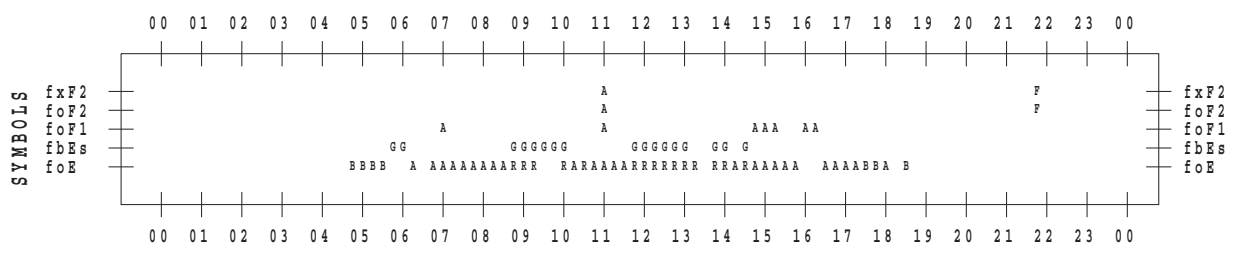 00 01 02 03 04 05 06 07 08 09 10 11 12 13 14 15 16 17 18 19 20 21 22 23 00
SYMBOLS
fxF2 A F fxF2
foF2 A F foF2
foF1 A A AAA AA foF1
fbEs GG GGGGGG GGGGGG GG G fbEs
foE BBBB A AAAAAAAARRR RARAAAARRRRRRR RRARAAAAA AAAABBA B foE
00 01 02 03 04 05 06 07 08 09 10 11 12 13 14 15 16 17 18 19 20 21 22 23 00